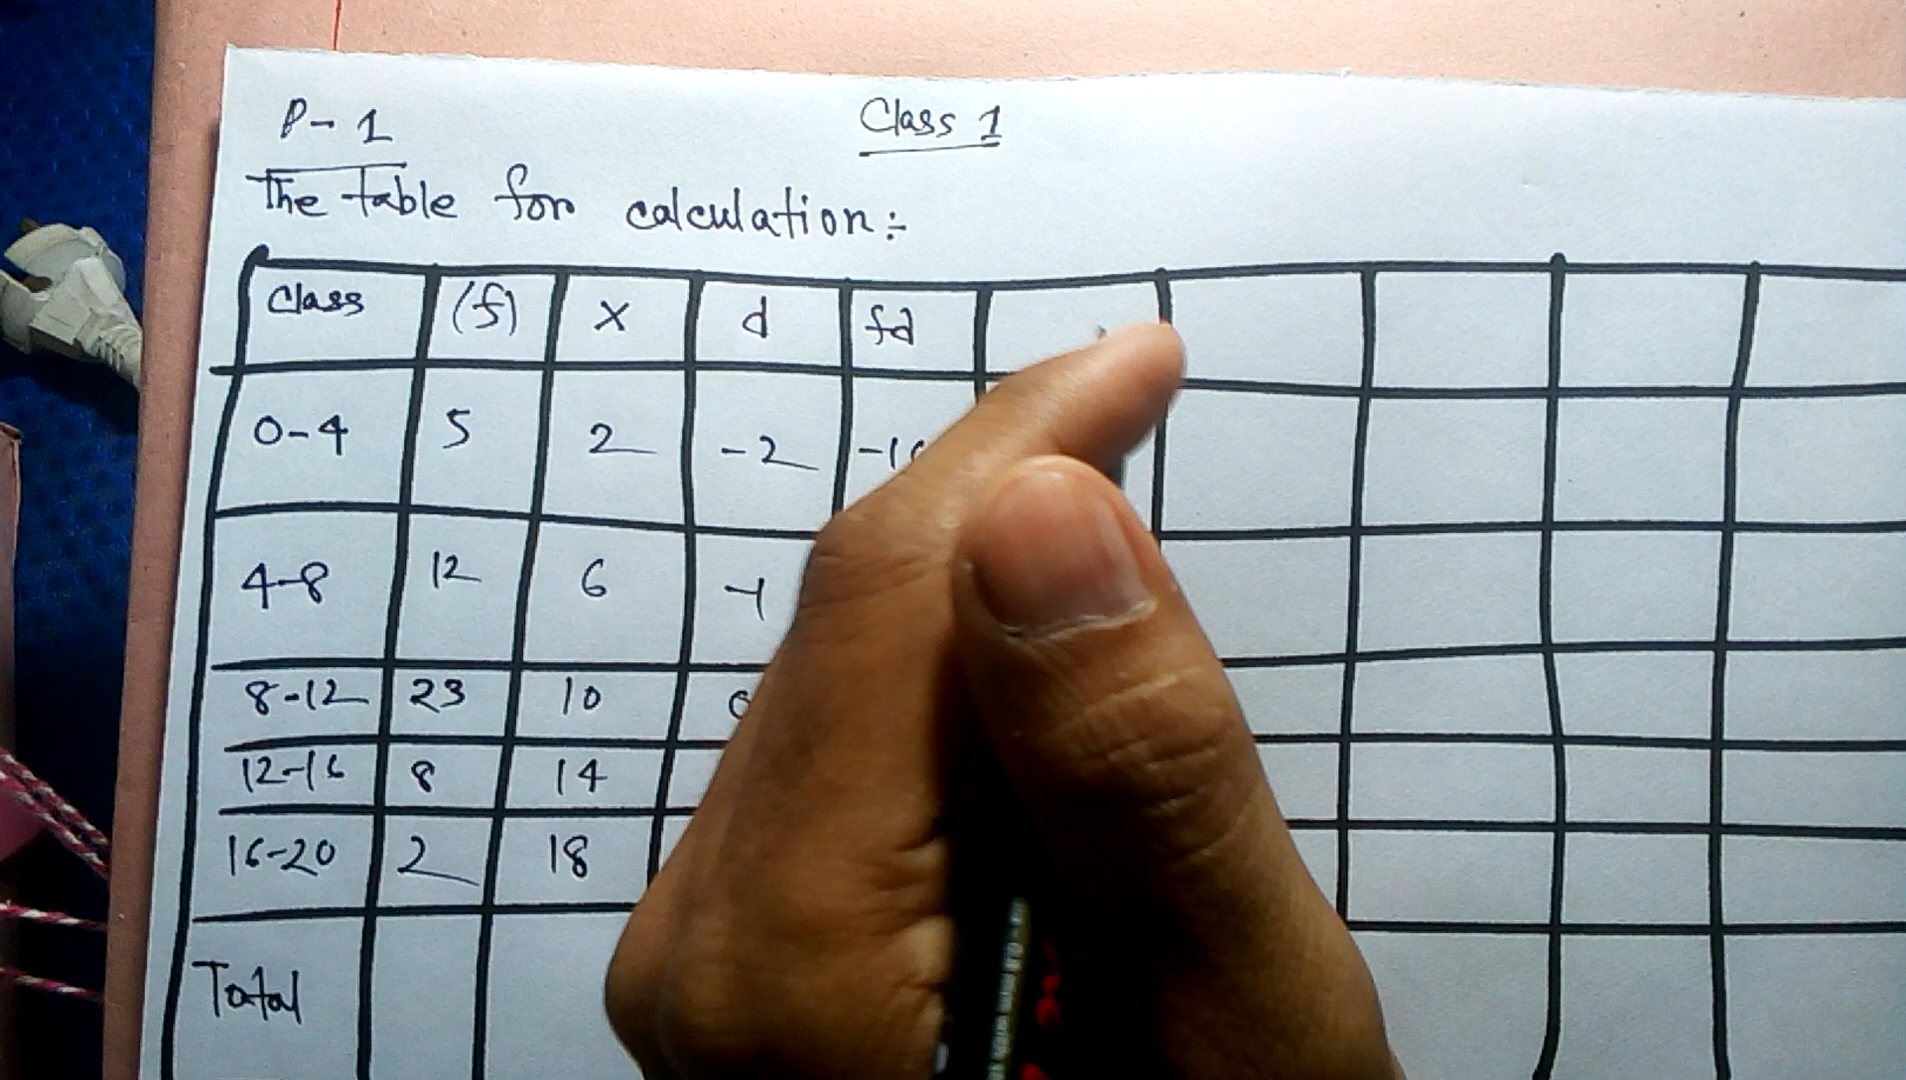 P-1
Class 1
The table for calculation:-
Class (f) x d fd
0-4 5 2 -2
4-8 12 6 -1
8-12 23 10
12-16 8 14
16-20 2 18
Total